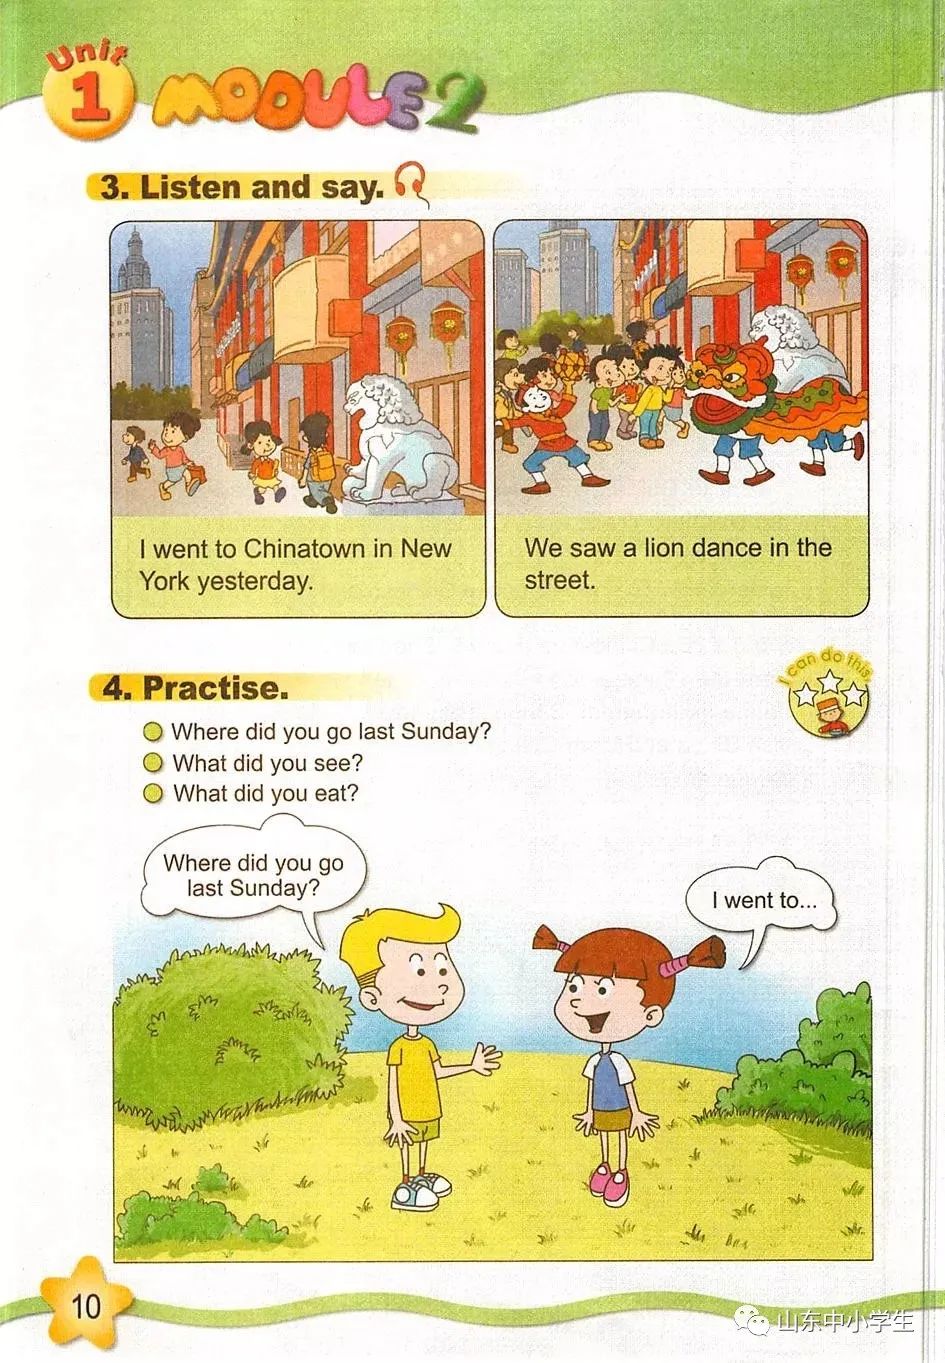 Unit
1 MODULE 2
3. Listen and say.
I went to Chinatown in New
York yesterday.
We saw a lion dance in the
street.
4. Practise.
I can do this.
Where did you go last Sunday?
What did you see?
What did you eat?
Where did you go
last Sunday?
I went to...
10
山东中小学生